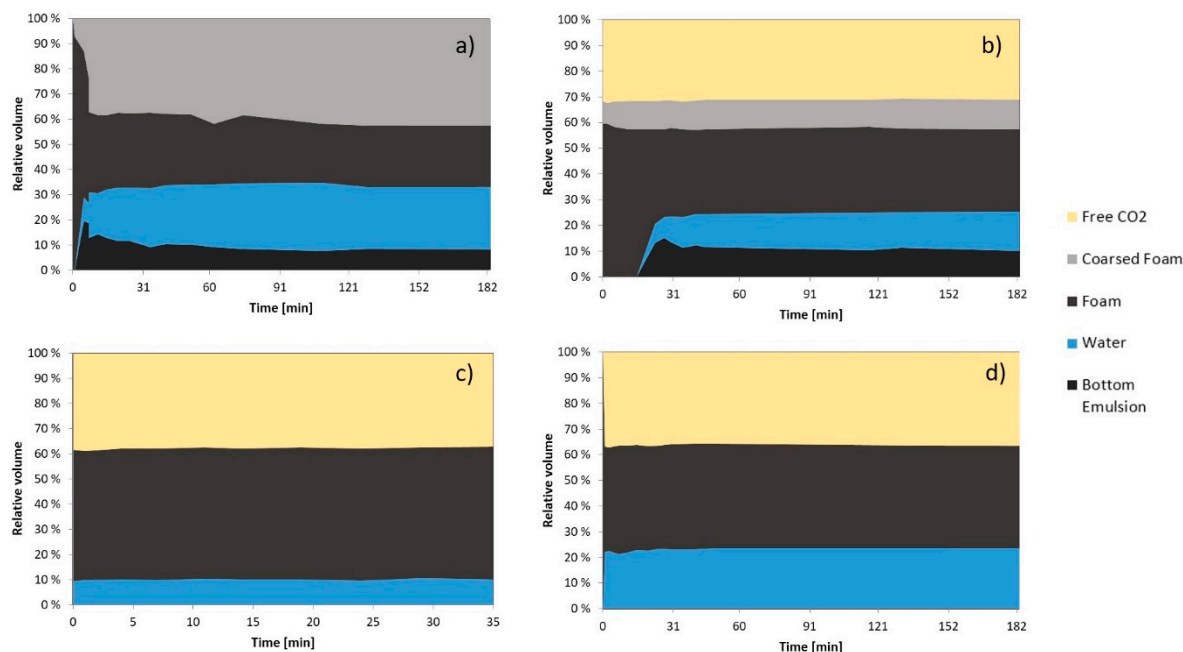 a)
100 %
90 %
80 %
70 %
60 %
50 %
40 %
30 %
20 %
10 %
0 %
Relative volume
0 31 60 91 121 152 182
Time [min]
b)
100 %
90 %
80 %
70 %
60 %
50 %
40 %
30 %
20 %
10 %
0 %
Relative volume
0 31 60 91 121 152 182
Time [min]
c)
100 %
90 %
80 %
70 %
60 %
50 %
40 %
30 %
20 %
10 %
0 %
Relative volume
0 5 10 15 20 25 30 35
Time [min]
d)
100 %
90 %
80 %
70 %
60 %
50 %
40 %
30 %
20 %
10 %
0 %
Relative volume
0 31 60 91 121 152 182
Time [min]
Free CO2
Coarsed Foam
Foam
Water
Bottom
Emulsion